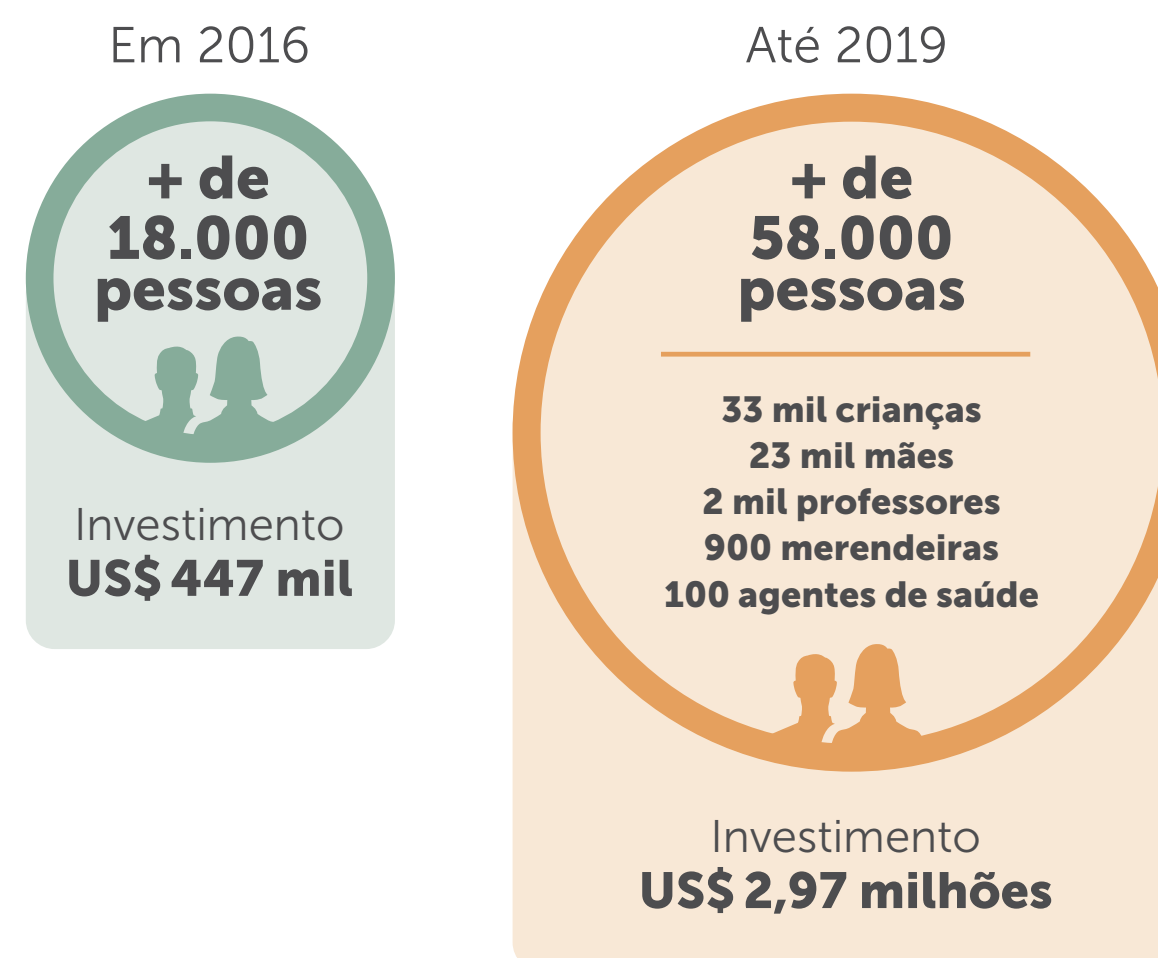 Em 2016
+ de
18.000
pessoas
Investimento
US$ 447 mil
Até 2019
+ de
58.000
pessoas
33 mil crianças
23 mil mães
2 mil professores
900 merendeiras
100 agentes de saúde
Investimento
US$ 2,97 milhões